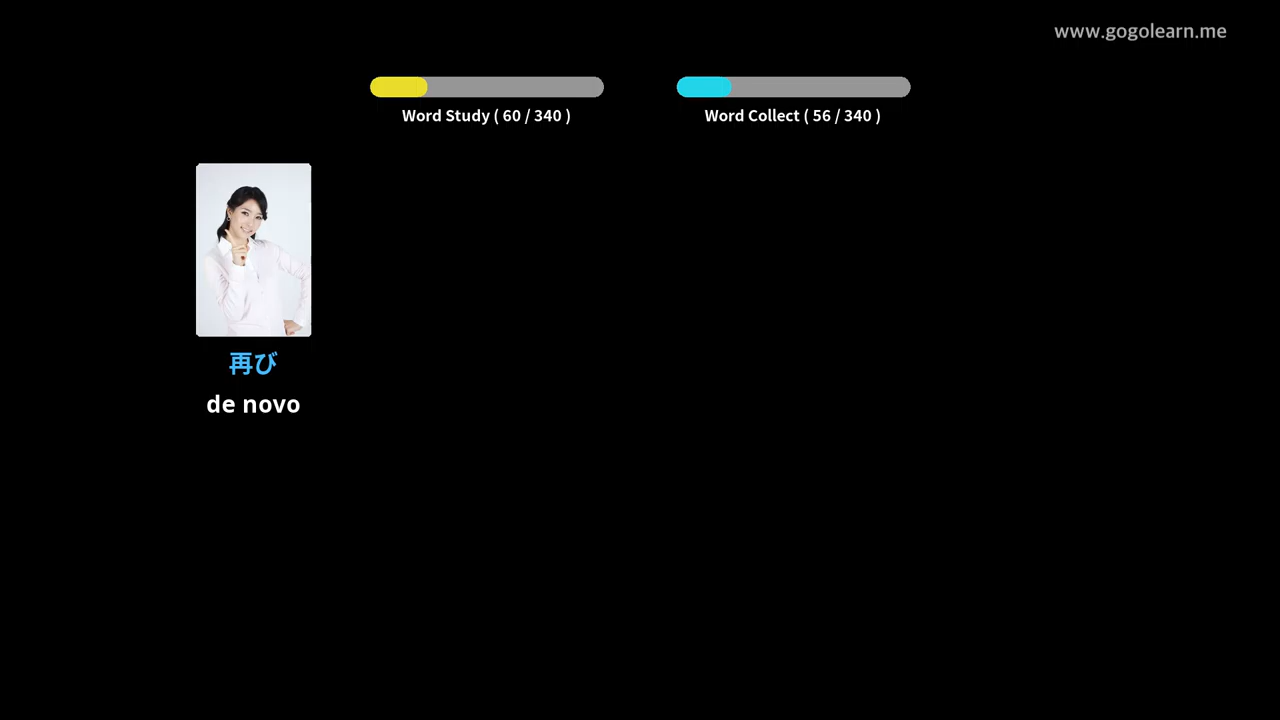 www.gogolearn.me
Word Study ( 60 / 340 )
Word Collect ( 56 / 340 )
再び
de novo